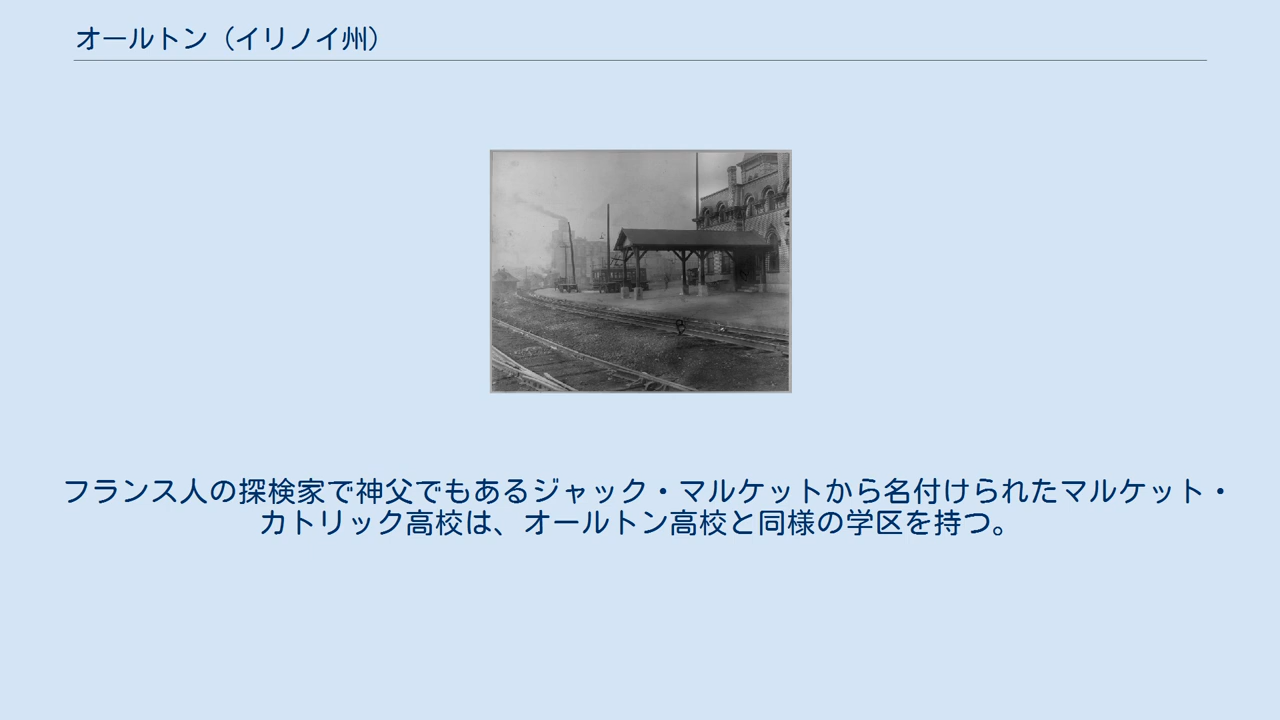 オールトン（イリノイ州）
フランス人の探検家で神父でもあるジャック・マルケットから名付けられたマルケット・
カトリック高校は、オールトン高校と同様の学区を持つ。